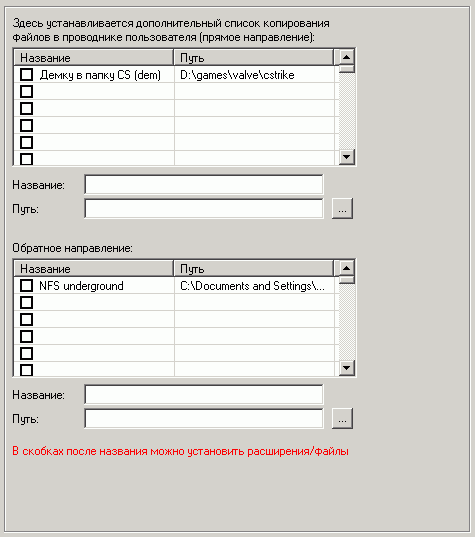 Здесь устанавливается дополнительный список копирования
файлов в проводнике пользователя (прямое направление):
Название Путь
Демку в папку CS (dem) D:\games\valve\cstrike
Название:
Путь: ...
Обратное направление:
Название Путь
NFS underground C:\Documents and Settings\...
Название:
Путь: ...
В скобках после названия можно установить расширения/файлы